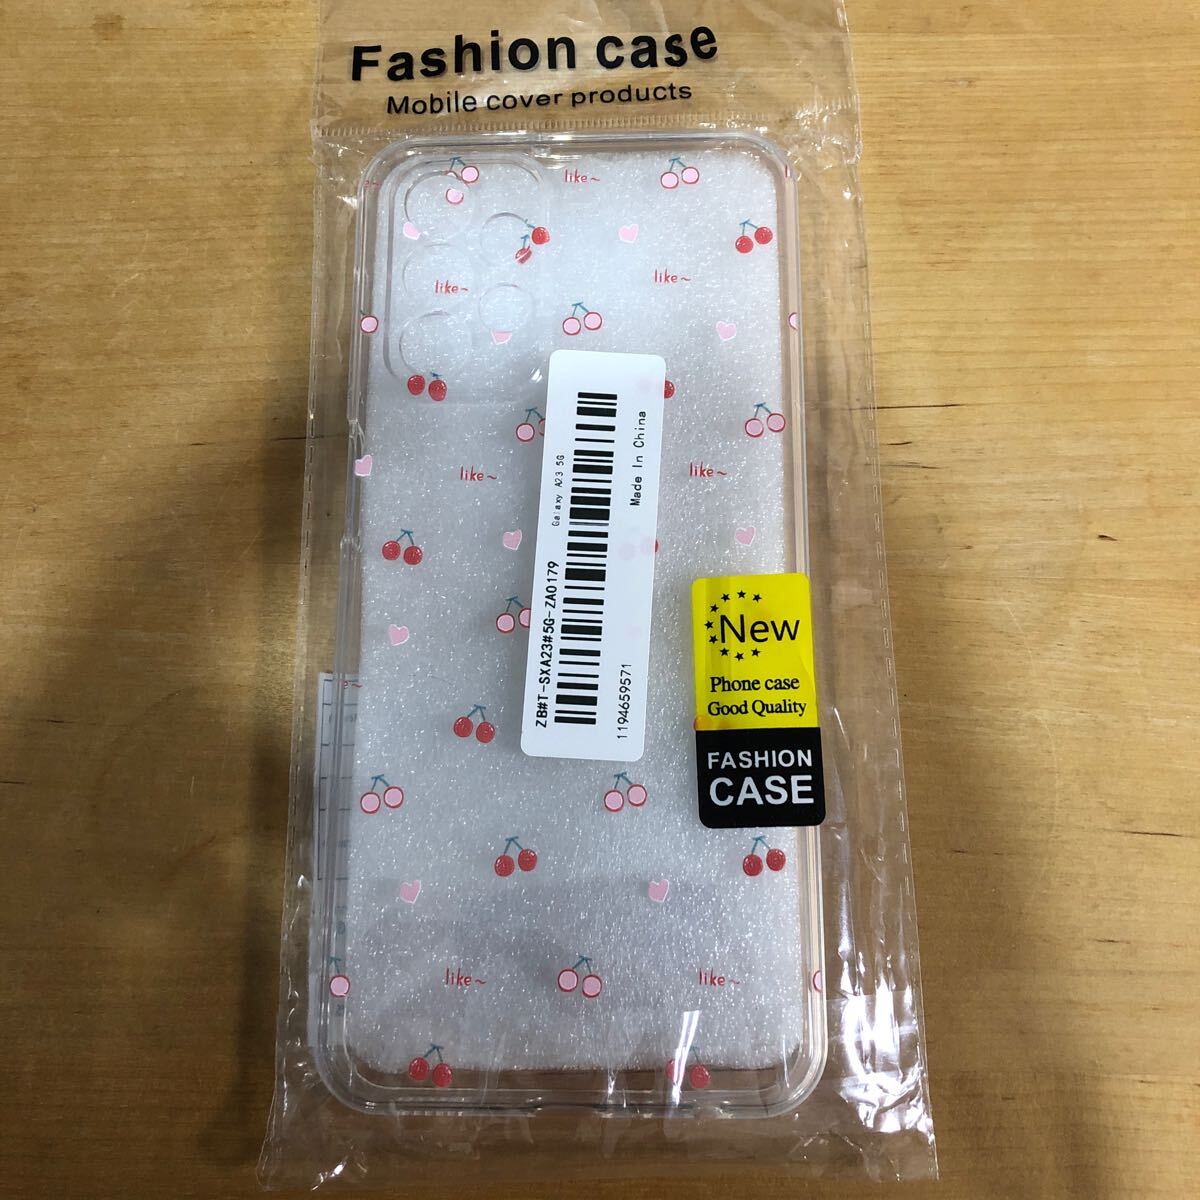 Fashion case
Mobile cover products
like~
like~
like~
like~
like~
Galaxy A23 5G
Made In China
ZB#T-SXA23#5G-ZA0179
1194659571
New
Phone case
Good Quality
FASHION
CASE
like~
like~